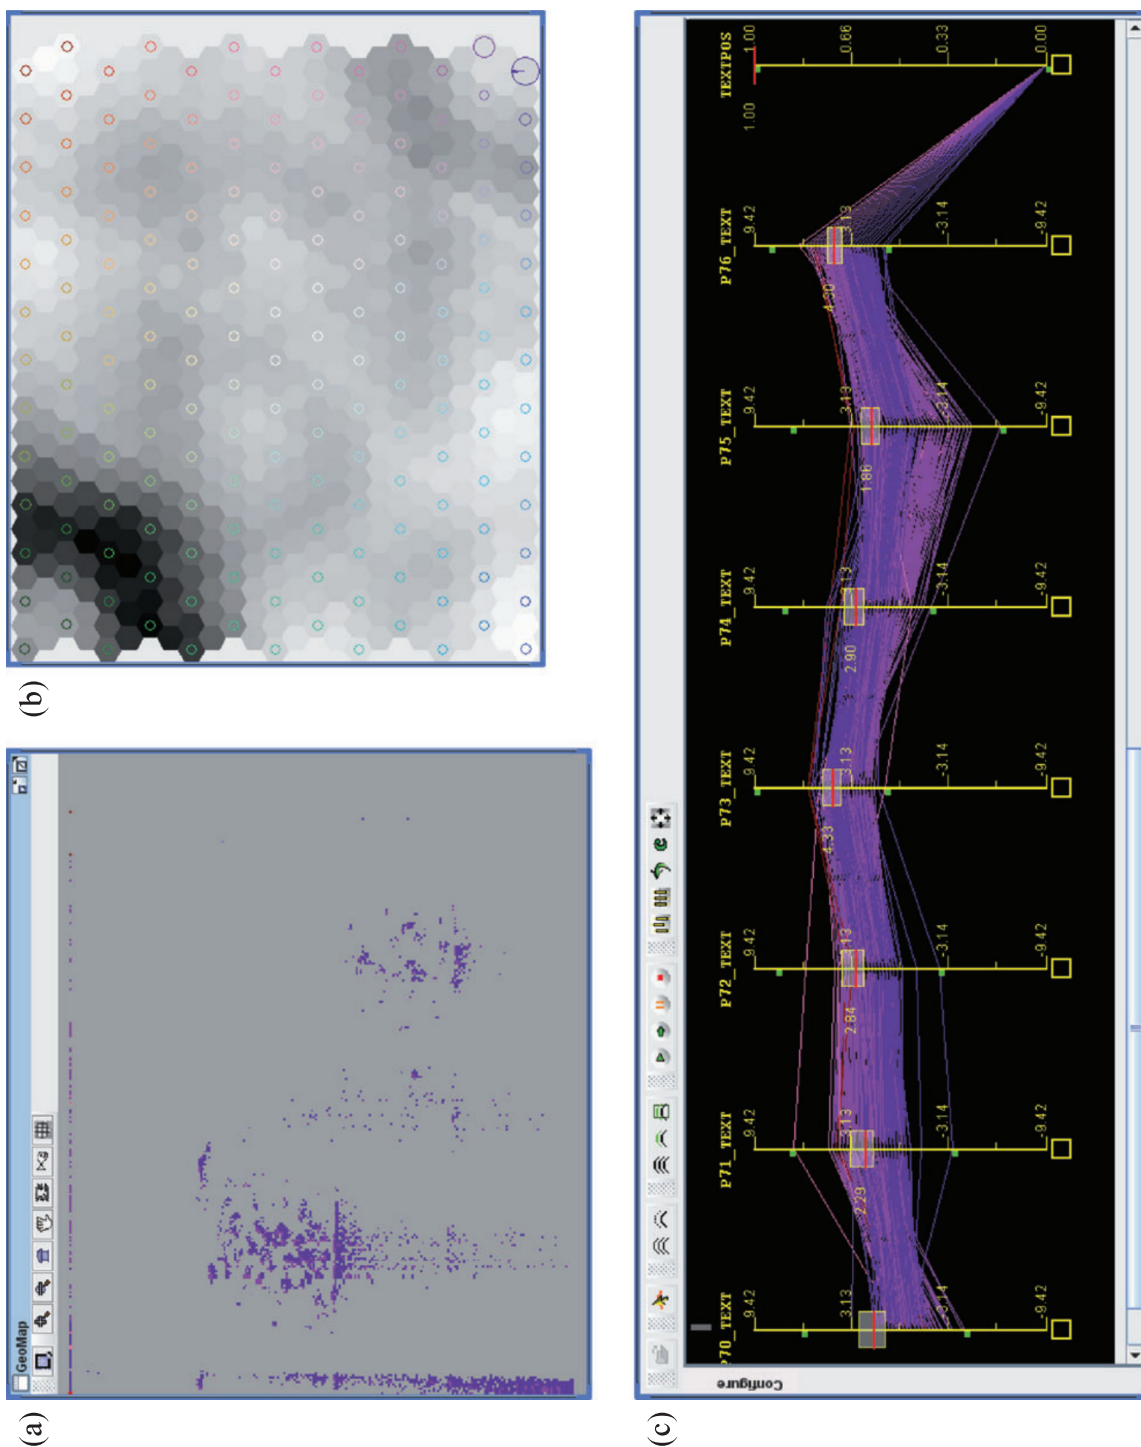 (a)
GeoMap
(b)
(c)
Configure
P70_TEXT P71_TEXT P72_TEXT P73_TEXT P74_TEXT P75_TEXT P76_TEXT TEXTPOS
9.42 9.42 9.42 9.42 9.42 9.42 9.42 1.00 1.00
3.13 3.13 3.13 3.13 3.13 3.13 3.13 0.66
2.29 2.84 4.33 2.90 1.86 4.30
-3.14 -3.14 -3.14 -3.14 -3.14 -3.14 -3.14 0.33
-9.42 -9.42 -9.42 -9.42 -9.42 -9.42 -9.42 0.00